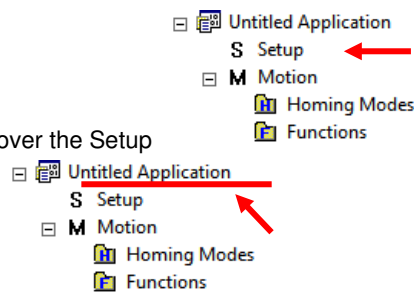 Untitled Application
S Setup
M Motion
H Homing Modes
F Functions
over the Setup
Untitled Application
S Setup
M Motion
H Homing Modes
F Functions